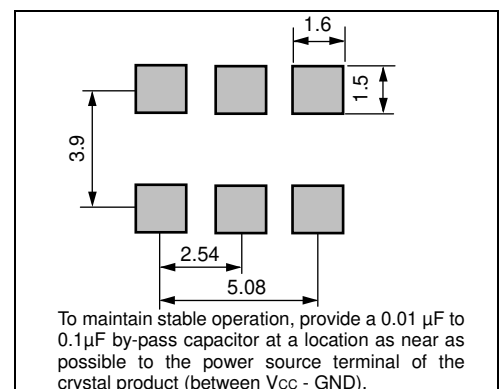 1.6
1.5
3.9
2.54
5.08
To maintain stable operation, provide a 0.01 µF to
0.1µF by-pass capacitor at a location as near as
possible to the power source terminal of the
crystal product (between VCC - GND).